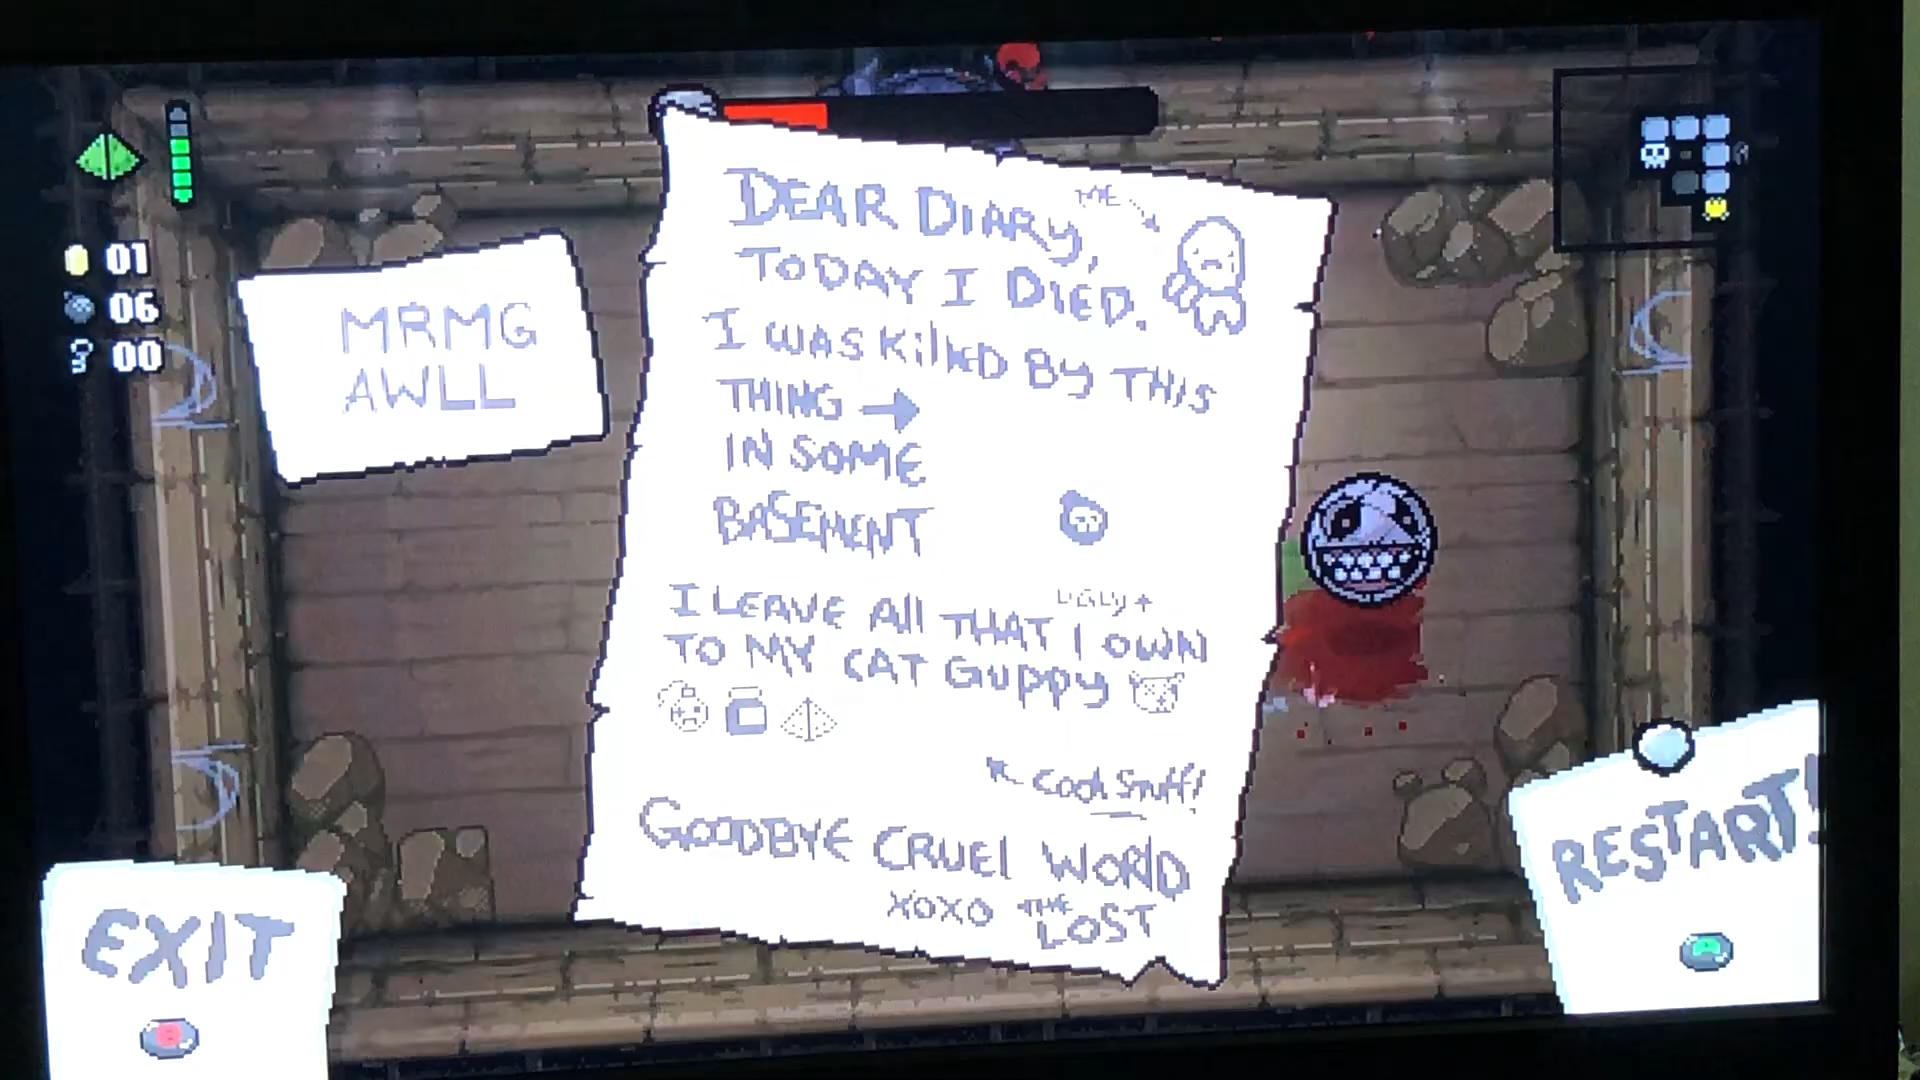 01
06
00
MRMG
AWLL
DEAR DIARY,
ME
TODAY I DIED.
I WAS KILLED BY THIS
THING
IN SOME
BASEMENT
UGLY +
I LEAVE ALL THAT I OWN
TO MY CAT GUPPY
COOL STUFF!
GOODBYE CRUEL WORLD
XOXO THE
LOST
EXIT
B
RESTART!
A